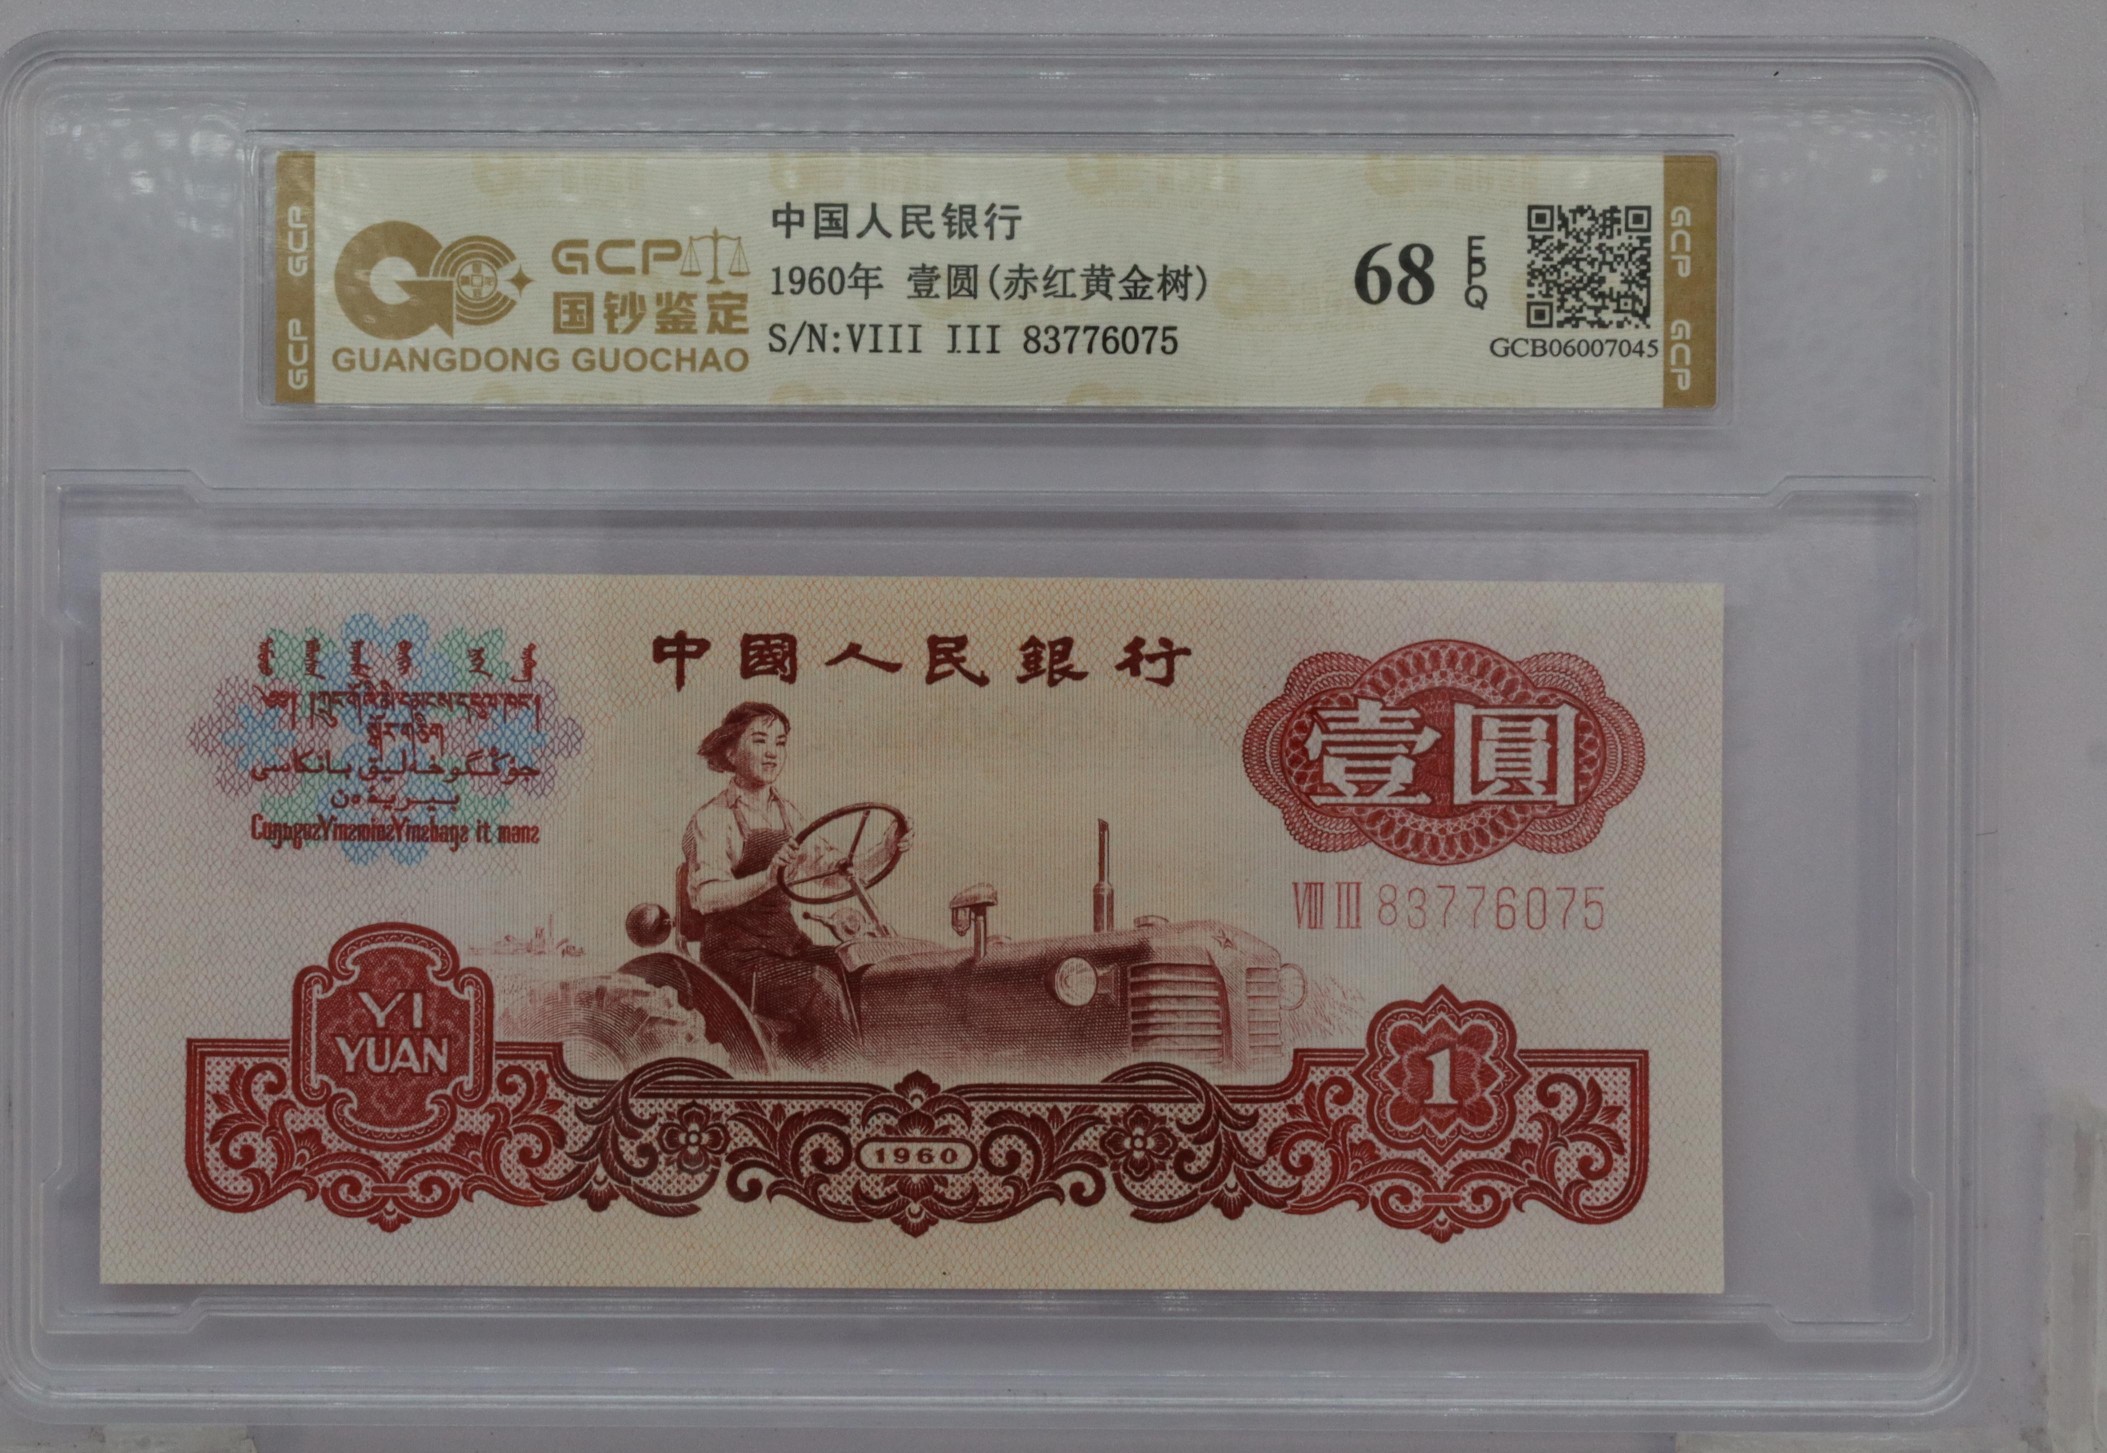 GCP GCP
GCP
国钞鉴定
GUANGDONG GUOCHAO
中国人民银行
1960年 壹圆(赤红黄金树)
S/N:VIII III 83776075
68
EPQ
GCB06007045
GCP GCP
中國人民銀行
壹圓
VIII III 83776075
YI
YUAN
1960
1